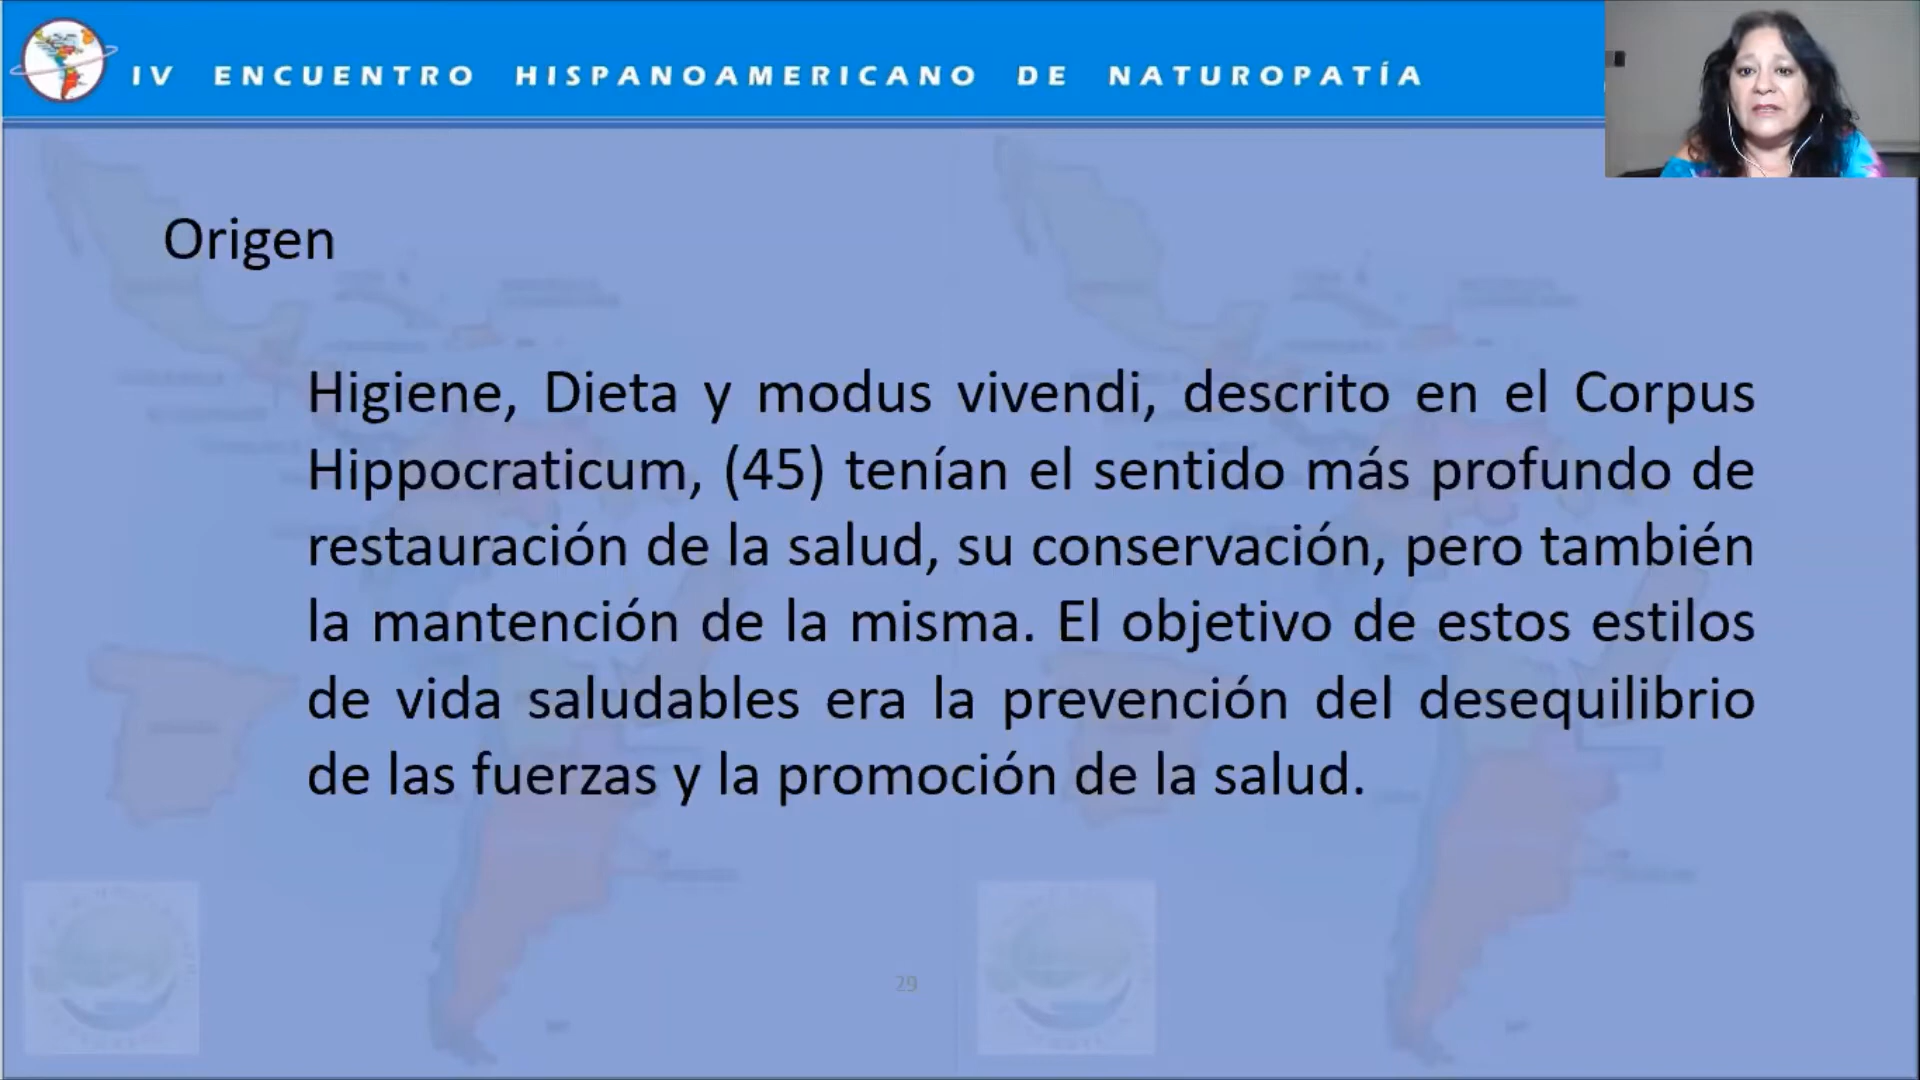 IV ENCUENTRO HISPANOAMERICANO DE NATUROPATÍA
Origen
Higiene, Dieta y modus vivendi, descrito en el Corpus
Hippocraticum, (45) tenían el sentido más profundo de
restauración de la salud, su conservación, pero también
la mantención de la misma. El objetivo de estos estilos
de vida saludables era la prevención del desequilibrio
de las fuerzas y la promoción de la salud.
29